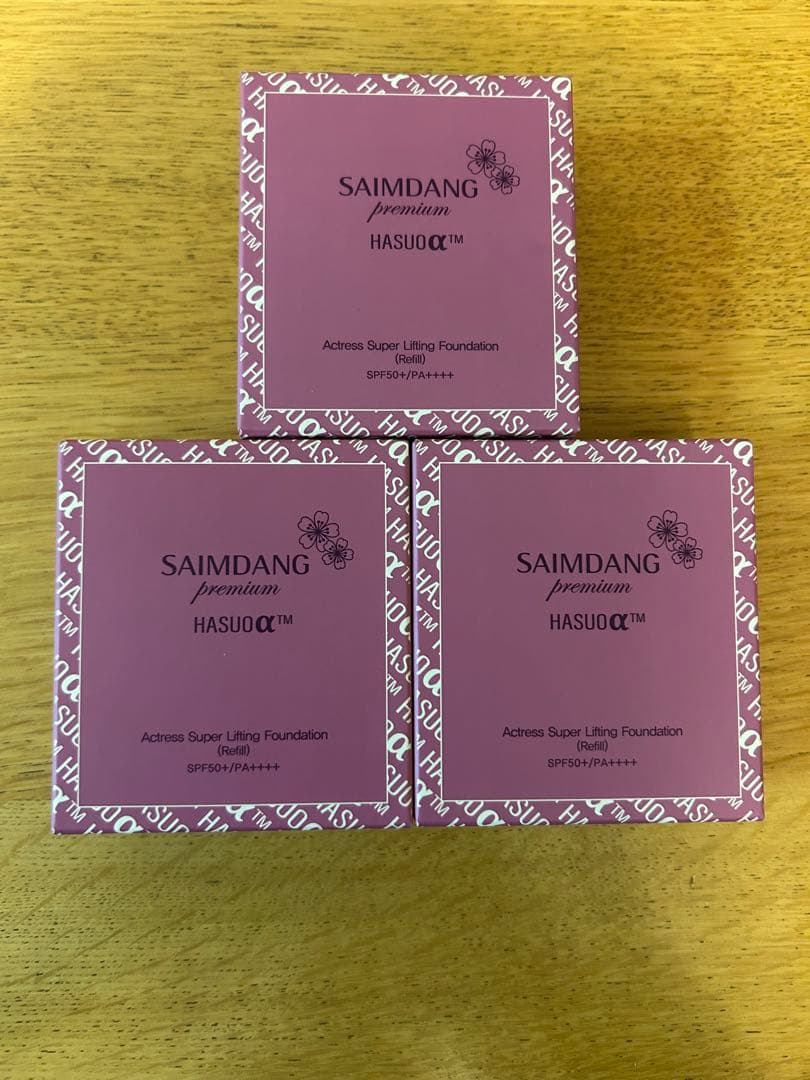 SAIMDANG
premium
HASUOα™
Actress Super Lifting Foundation
(Refill)
SPF50+/PA++++
SAIMDANG
premium
HASUOα™
Actress Super Lifting Foundation
(Refill)
SPF50+/PA++++
SAIMDANG
premium
HASUOα™
Actress Super Lifting Foundation
(Refill)
SPF50+/PA++++